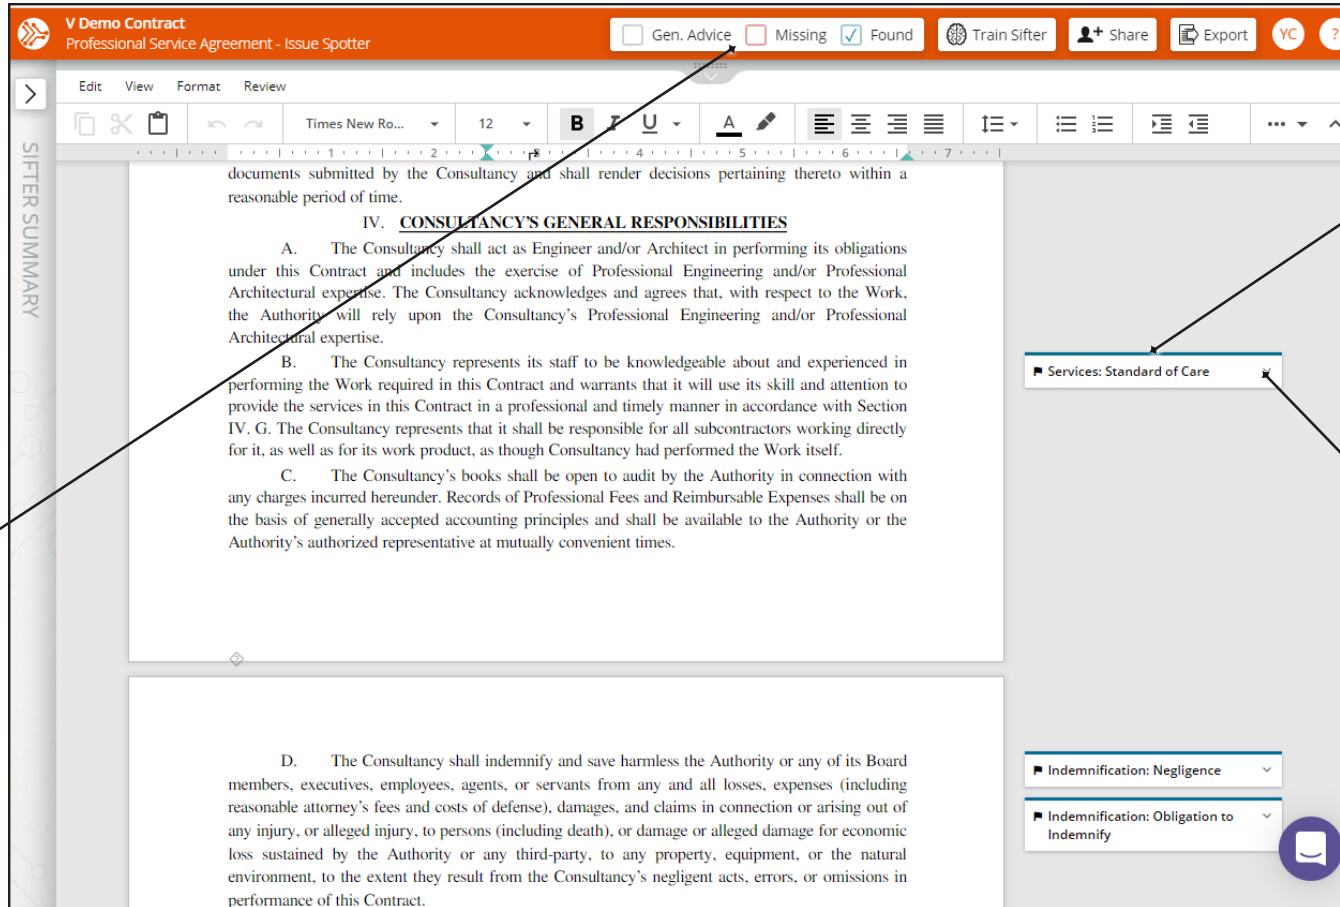 V Demo Contract
Professional Service Agreement - Issue Spotter
Gen. Advice Missing Found Train Sifter Share Export YC ?
Edit View Format Review
Times New Ro... 12 B I U A
1 2 3 4 5 6 7
SIFTER SUMMARY
documents submitted by the Consultancy and shall render decisions pertaining thereto within a
reasonable period of time.
IV. CONSULTANCY'S GENERAL RESPONSIBILITIES
A. The Consultancy shall act as Engineer and/or Architect in performing its obligations
under this Contract and includes the exercise of Professional Engineering and/or Professional
Architectural expertise. The Consultancy acknowledges and agrees that, with respect to the Work,
the Authority will rely upon the Consultancy's Professional Engineering and/or Professional
Architectural expertise.
B. The Consultancy represents its staff to be knowledgeable about and experienced in
performing the Work required in this Contract and warrants that it will use its skill and attention to
provide the services in this Contract in a professional and timely manner in accordance with Section
IV. G. The Consultancy represents that it shall be responsible for all subcontractors working directly
for it, as well as for its work product, as though Consultancy had performed the Work itself.
C. The Consultancy's books shall be open to audit by the Authority in connection with
any charges incurred hereunder. Records of Professional Fees and Reimbursable Expenses shall be on
the basis of generally accepted accounting principles and shall be available to the Authority or the
Authority's authorized representative at mutually convenient times.
Services: Standard of Care
D. The Consultancy shall indemnify and save harmless the Authority or any of its Board
members, executives, employees, agents, or servants from any and all losses, expenses (including
reasonable attorney's fees and costs of defense), damages, and claims in connection or arising out of
any injury, or alleged injury, to persons (including death), or damage or alleged damage for economic
loss sustained by the Authority or any third-party, to any property, equipment, or the natural
environment, to the extent they result from the Consultancy's negligent acts, errors, or omissions in
performance of this Contract.
Indemnification: Negligence
Indemnification: Obligation to
Indemnify